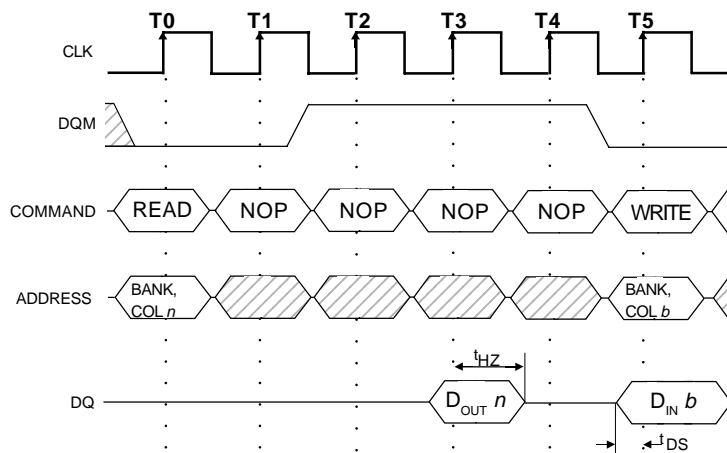 T0 T1 T2 T3 T4 T5
CLK
DQM
COMMAND READ NOP NOP NOP NOP WRITE
ADDRESS BANK, COL n BANK, COL b
tHZ
DQ DOUT n DIN b
tDS